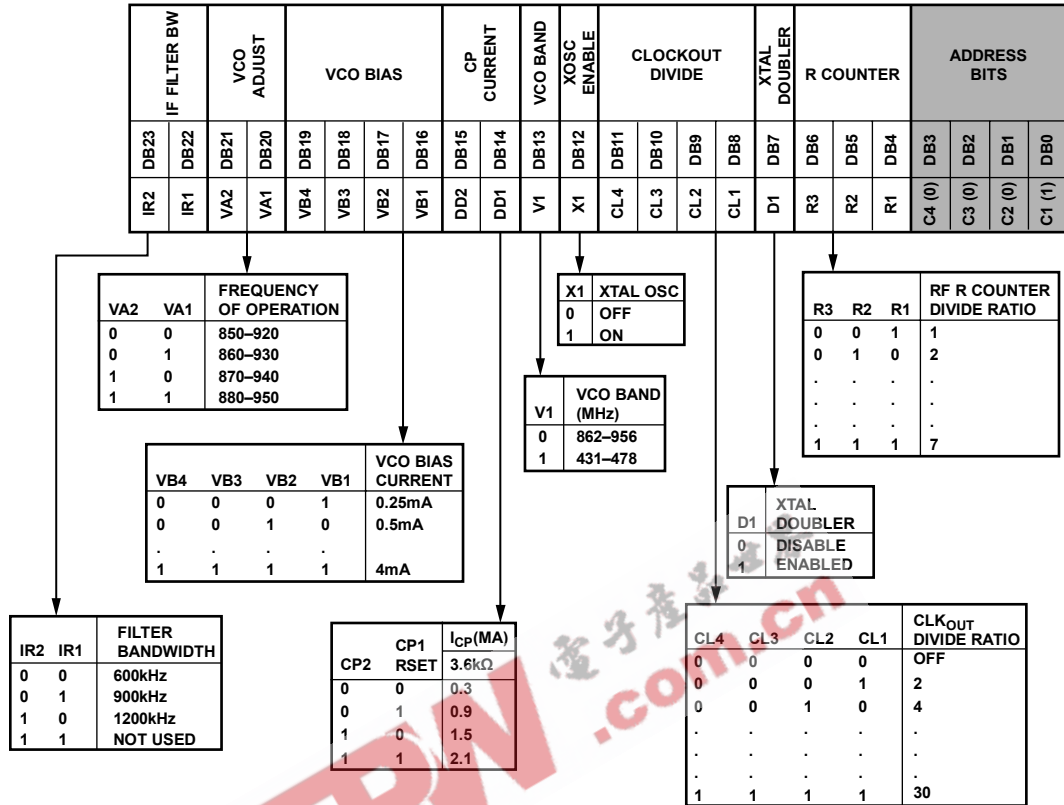 IF FILTER BW
VCO ADJUST
VCO BIAS
CP CURRENT
VCO BAND
XOSC ENABLE
CLOCKOUT DIVIDE
XTAL DOUBLER
R COUNTER
ADDRESS BITS
DB23 DB22 DB21 DB20 DB19 DB18 DB17 DB16 DB15 DB14 DB13 DB12 DB11 DB10 DB9 DB8 DB7 DB6 DB5 DB4 DB3 DB2 DB1 DB0
IR2 IR1 VA2 VA1 VB4 VB3 VB2 VB1 DD2 DD1 V1 X1 CL4 CL3 CL2 CL1 D1 R3 R2 R1 C4 (0) C3 (0) C2 (0) C1 (1)
VA2 VA1 FREQUENCY OF OPERATION
0 0 850–920
0 1 860–930
1 0 870–940
1 1 880–950
X1 XTAL OSC
0 OFF
1 ON
R3 R2 R1 RF R COUNTER DIVIDE RATIO
0 0 1 1
0 1 0 2
. . . .
. . . .
. . . .
1 1 1 7
V1 VCO BAND (MHz)
0 862–956
1 431–478
VB4 VB3 VB2 VB1 VCO BIAS CURRENT
0 0 0 1 0.25mA
0 0 1 0 0.5mA
. . . .
1 1 1 1 4mA
D1 XTAL DOUBLER
0 DISABLE
1 ENABLED
IR2 IR1 FILTER BANDWIDTH
0 0 600kHz
0 1 900kHz
1 0 1200kHz
1 1 NOT USED
CP2 CP1 RSET ICP(MA) 3.6kΩ
0 0 0.3
0 1 0.9
1 0 1.5
1 1 2.1
CL4 CL3 CL2 CL1 CLKOUT DIVIDE RATIO
0 0 0 0 OFF
0 0 0 1 2
0 0 1 0 4
. . . . .
. . . . .
. . . . .
1 1 1 1 30
電子產品世界
.com.cn